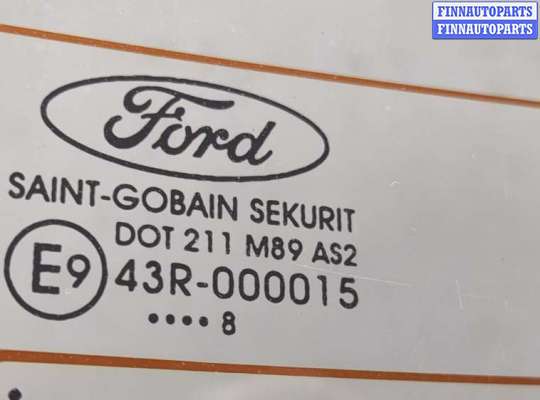 FINNAUTOPARTS
FINNAUTOPARTS
Ford
SAINT-GOBAIN SEKURIT
DOT 211 M89 AS2
E9 43R-000015
•••• 8